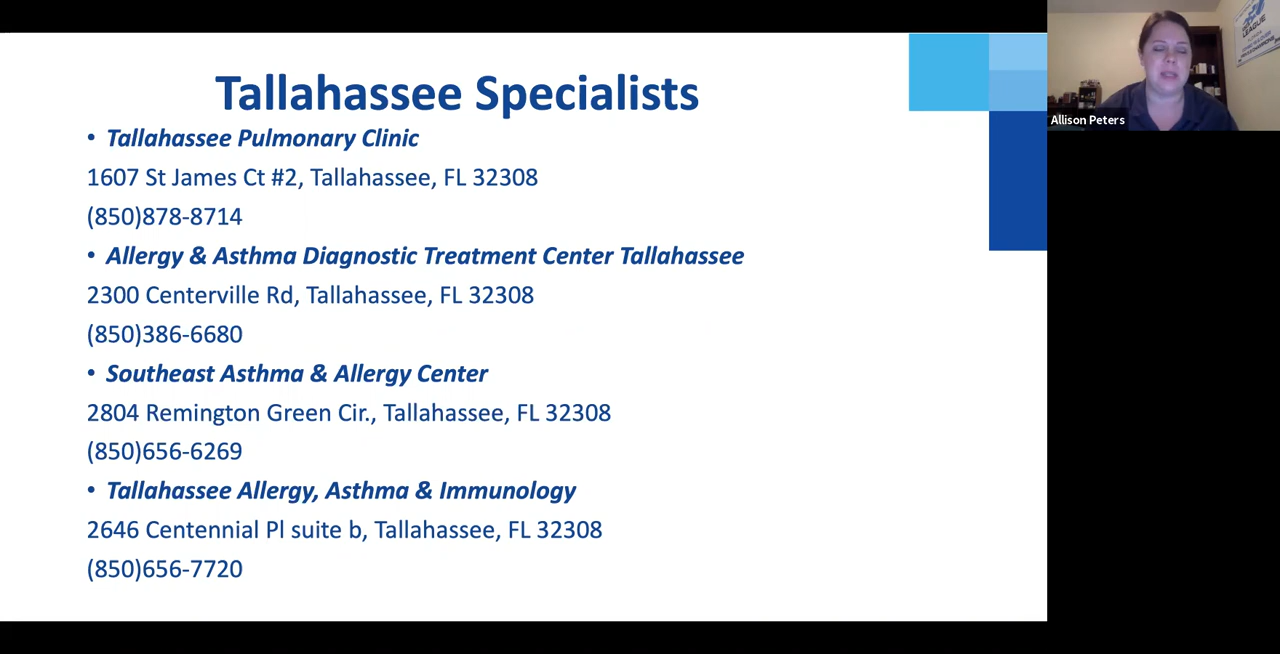 Tallahassee Specialists
• Tallahassee Pulmonary Clinic
1607 St James Ct #2, Tallahassee, FL 32308
(850)878-8714
• Allergy & Asthma Diagnostic Treatment Center Tallahassee
2300 Centerville Rd, Tallahassee, FL 32308
(850)386-6680
• Southeast Asthma & Allergy Center
2804 Remington Green Cir., Tallahassee, FL 32308
(850)656-6269
• Tallahassee Allergy, Asthma & Immunology
2646 Centennial Pl suite b, Tallahassee, FL 32308
(850)656-7720
Allison Peters
LEAGUE